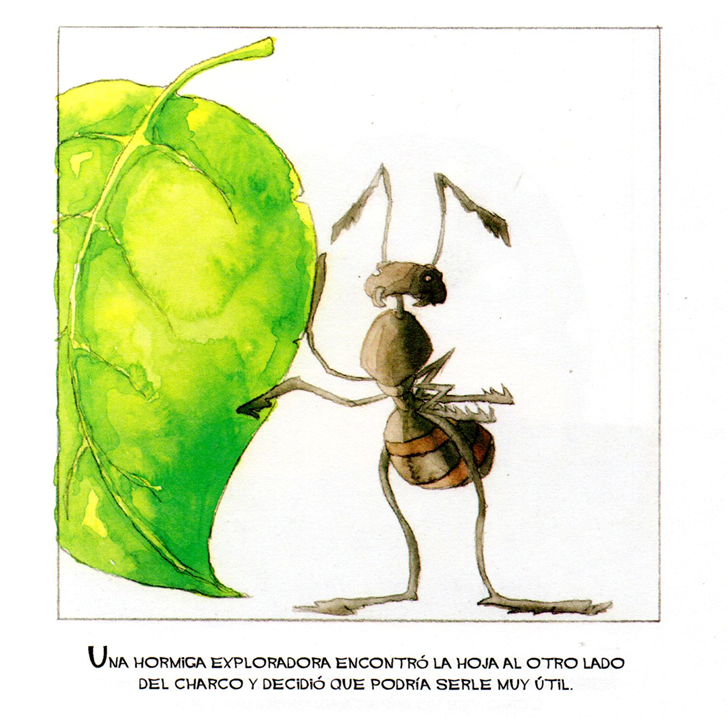 Una hormiga exploradora encontró la hoja al otro lado
del charco y decidió que podría serle muy útil.